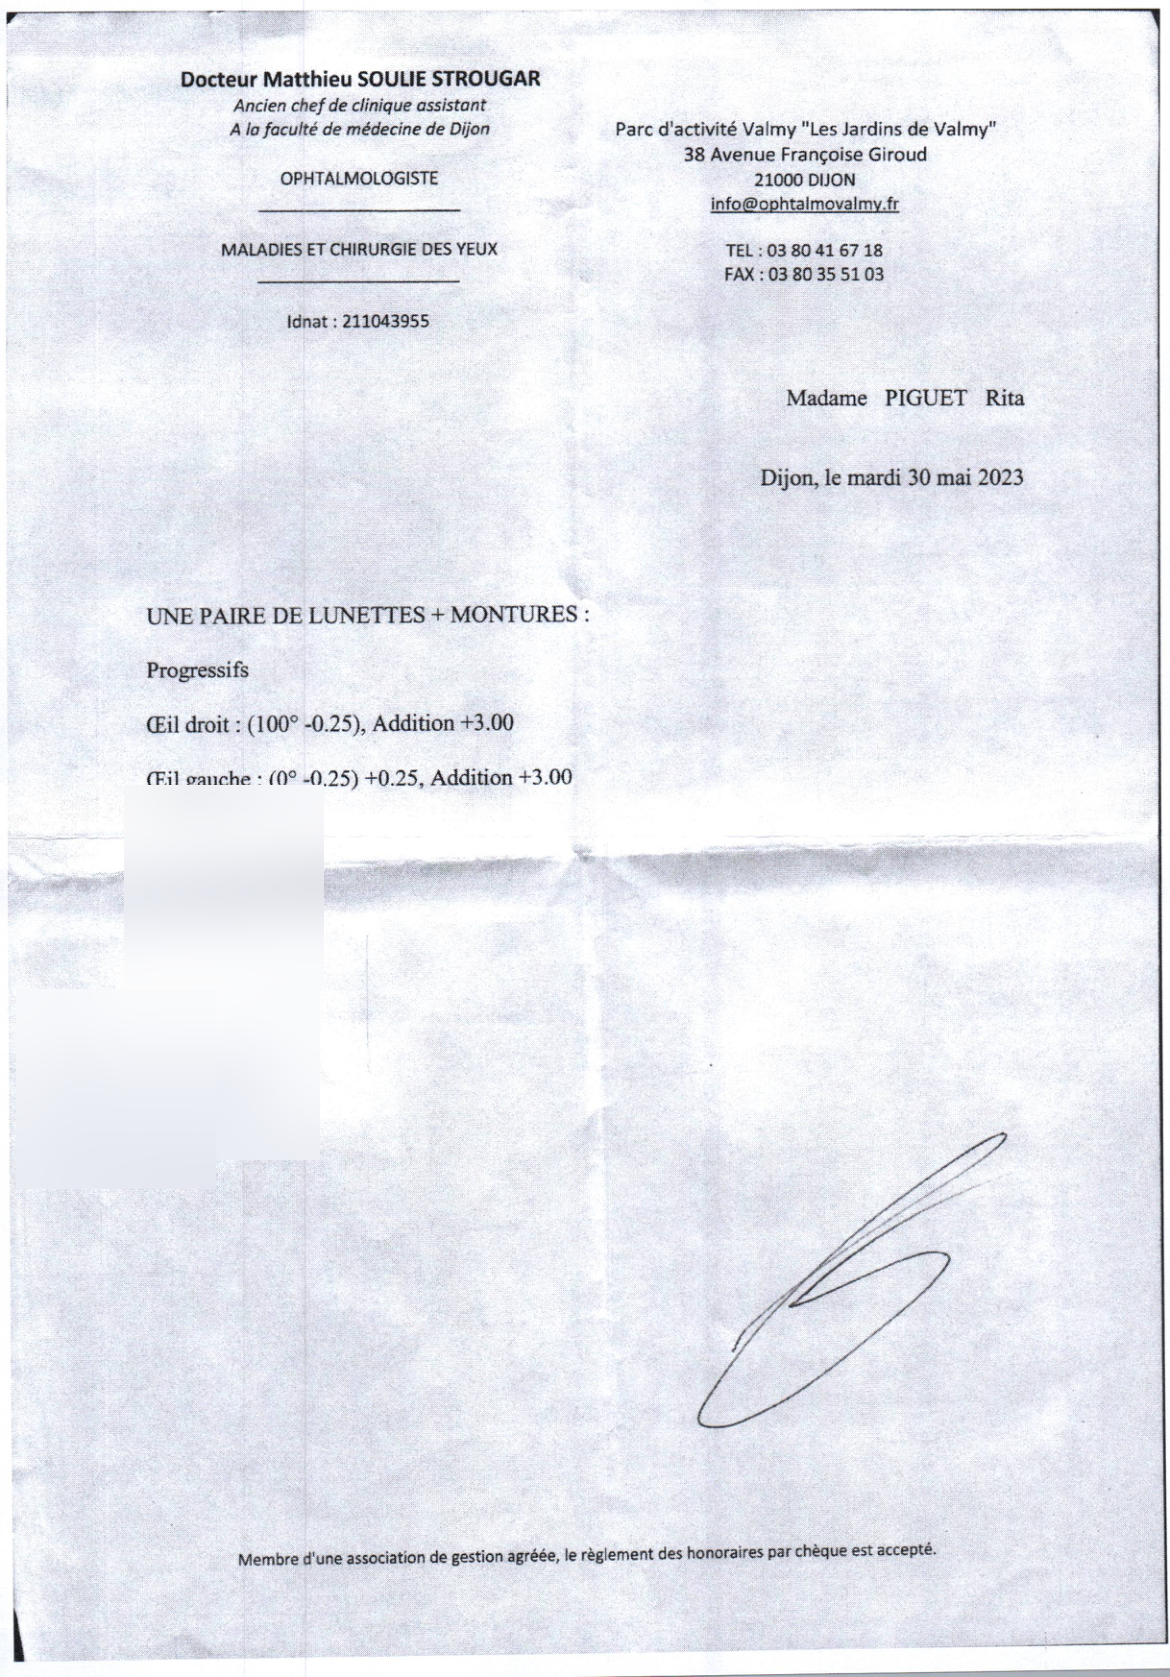 Docteur Matthieu SOULIE STROUGAR
Ancien chef de clinique assistant
A la faculté de médecine de Dijon
OPHTALMOLOGISTE
MALADIES ET CHIRURGIE DES YEUX
Idnat : 211043955
Parc d'activité Valmy "Les Jardins de Valmy"
38 Avenue Françoise Giroud
21000 DIJON
info@ophtalmovalmy.fr
TEL : 03 80 41 67 18
FAX : 03 80 35 51 03
Madame PIGUET Rita
Dijon, le mardi 30 mai 2023
UNE PAIRE DE LUNETTES + MONTURES :
Progressifs
Œil droit : (100° -0.25), Addition +3.00
Œil gauche : (0° -0.25) +0.25, Addition +3.00
Membre d'une association de gestion agréée, le règlement des honoraires par chèque est accepté.